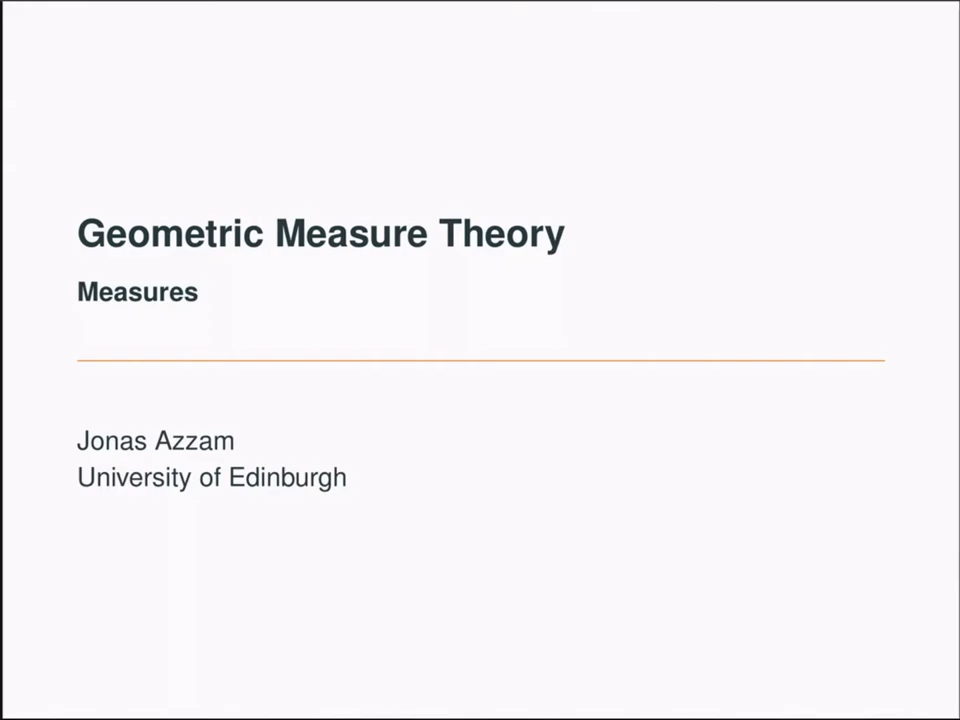 Geometric Measure Theory
Measures
Jonas Azzam
University of Edinburgh